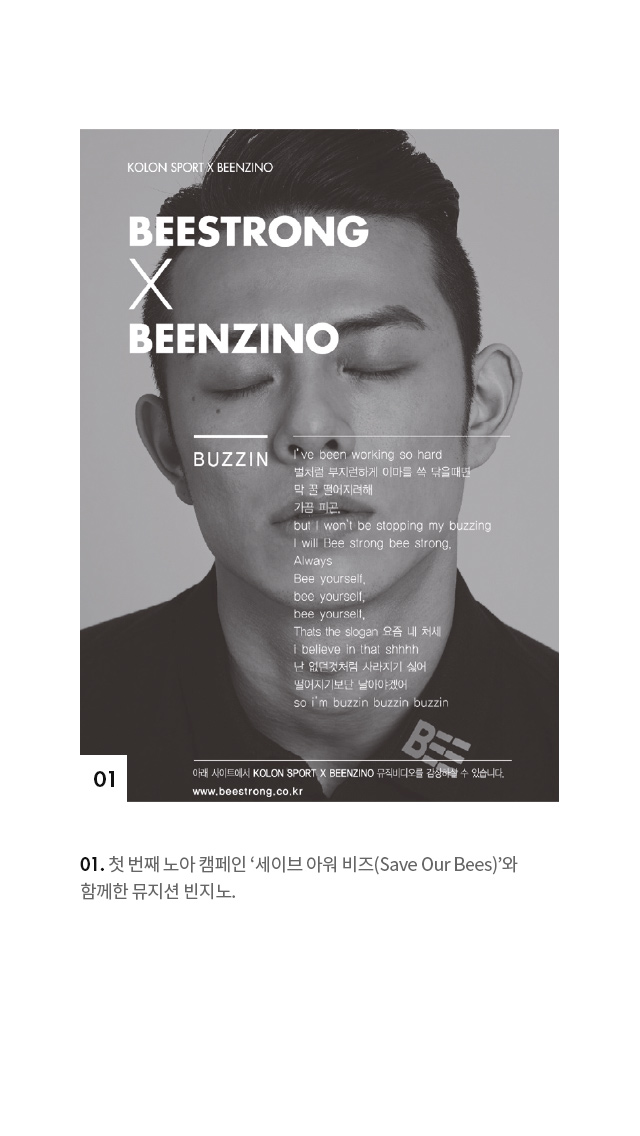 KOLON SPORT X BEENZINO
BEESTRONG
X
BEENZINO
BUZZIN
I've been working so hard
벌처럼 부지런하게 이마를 쓱 닦을때면
막 꿀 떨어지려해
가끔 피곤,
but I won't be stopping my buzzing
I will Bee strong bee strong,
Always
Bee yourself,
bee yourself,
bee yourself,
Thats the slogan 요즘 내 처세
i believe in that shhhh
난 없던것처럼 사라지기 싫어
떨어지기보단 날아야겠어
so i'm buzzin buzzin buzzin
BEE
아래 사이트에서 KOLON SPORT X BEENZINO 뮤직비디오를 감상하실 수 있습니다.
www.beestrong.co.kr
01
01. 첫 번째 노아 캠페인 ‘세이브 아워 비즈(Save Our Bees)’와
함께한 뮤지션 빈지노.